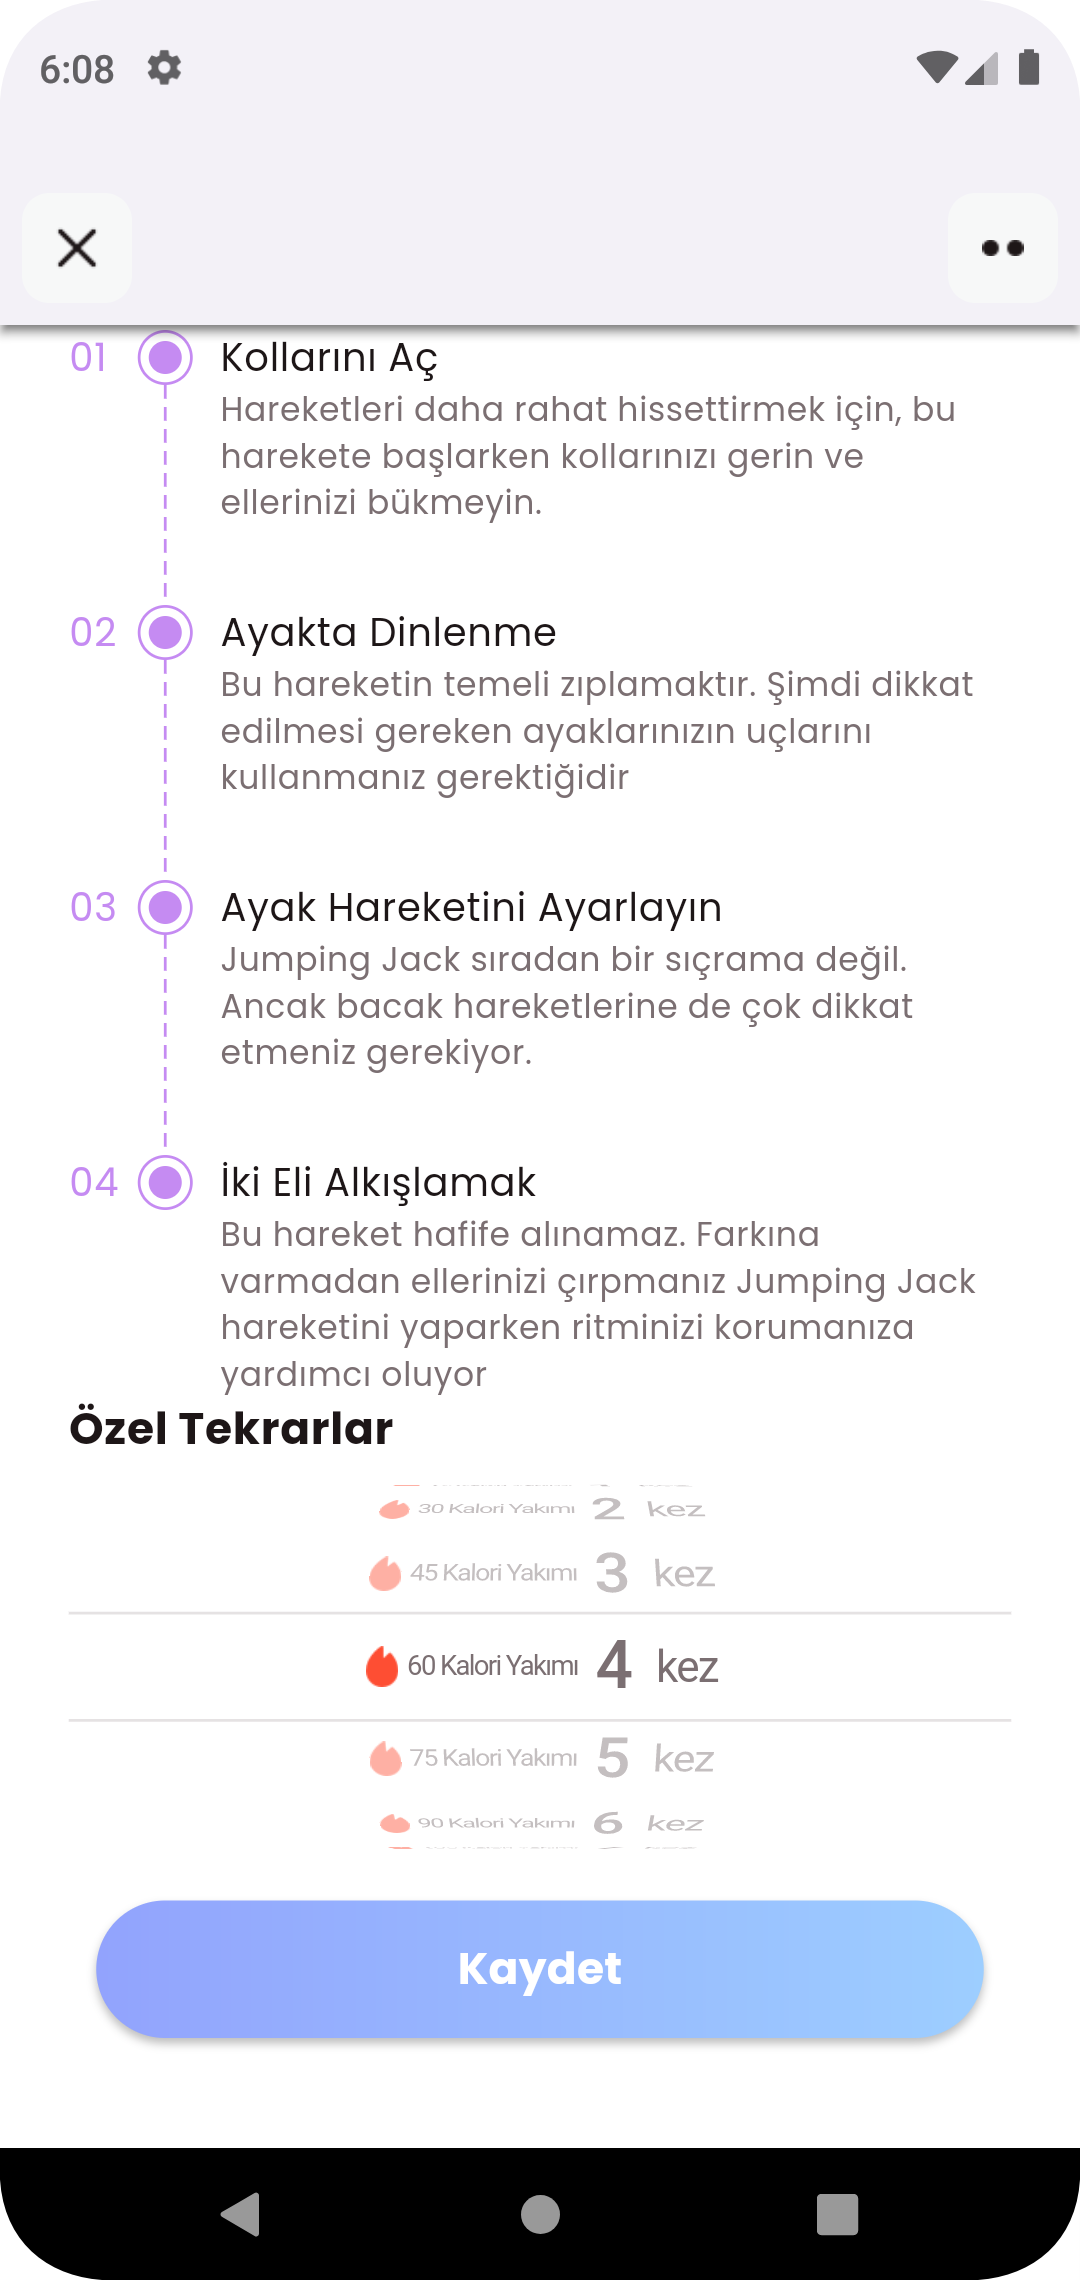 6:08
01 Kollarını Aç
Hareketleri daha rahat hissettirmek için, bu
harekete başlarken kollarınızı gerin ve
ellerinizi bükmeyin.
02 Ayakta Dinlenme
Bu hareketin temeli zıplamaktır. Şimdi dikkat
edilmesi gereken ayaklarınızın uçlarını
kullanmanız gerektiğidir
03 Ayak Hareketini Ayarlayın
Jumping Jack sıradan bir sıçrama değil.
Ancak bacak hareketlerine de çok dikkat
etmeniz gerekiyor.
04 İki Eli Alkışlamak
Bu hareket hafife alınamaz. Farkına
varmadan ellerinizi çırpmanız Jumping Jack
hareketini yaparken ritminizi korumanıza
yardımcı oluyor
Özel Tekrarlar
30 Kalori Yakımı 2 kez
45 Kalori Yakımı 3 kez
60 Kalori Yakımı 4 kez
75 Kalori Yakımı 5 kez
90 Kalori Yakımı 6 kez
Kaydet